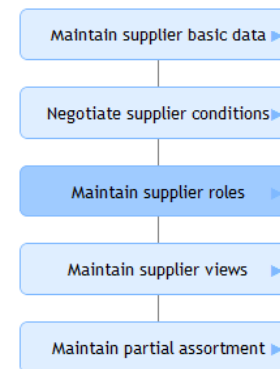 Maintain supplier basic data
Negotiate supplier conditions
Maintain supplier roles
Maintain supplier views
Maintain partial assortment